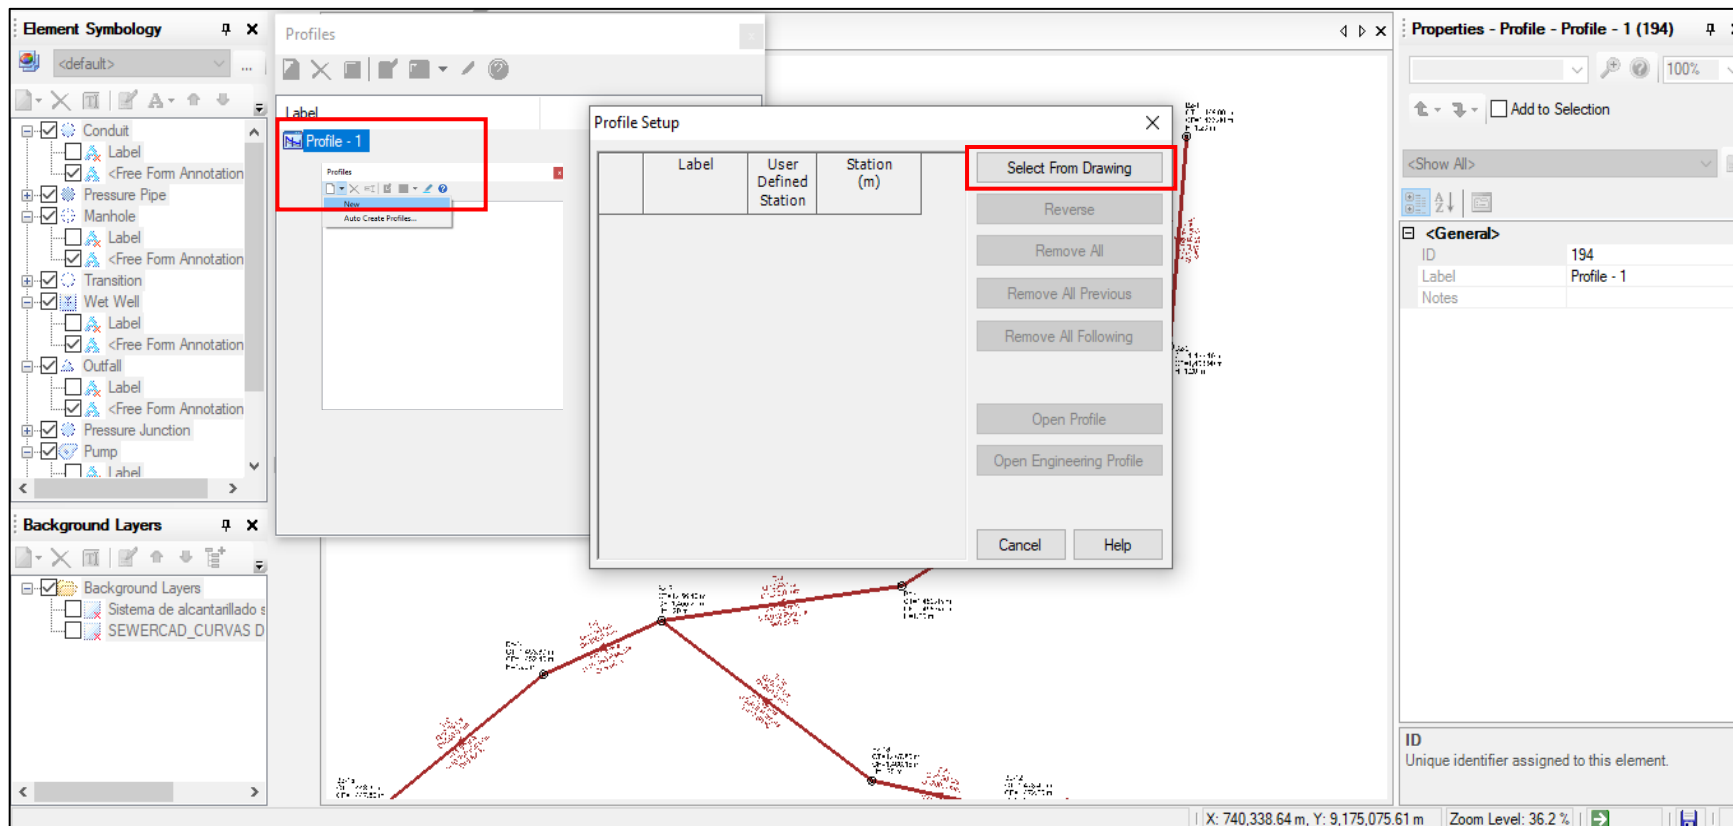 Element Symbology
<default>
...
Conduit
Label
<Free Form Annotation
Pressure Pipe
Manhole
Label
<Free Form Annotation
Transition
Wet Well
Label
<Free Form Annotation
Outfall
Label
<Free Form Annotation
Pressure Junction
Pump
Label
Background Layers
Background Layers
Sistema de alcantarillado s
SEWERCAD_CURVAS D
Profiles
Label
Profile - 1
Profiles
New
Auto Create Profiles...
Profile Setup
Label
User Defined Station
Station (m)
Select From Drawing
Reverse
Remove All
Remove All Previous
Remove All Following
Open Profile
Open Engineering Profile
Cancel
Help
Properties - Profile - Profile - 1 (194)
100%
Add to Selection
<Show All>
<General>
ID 194
Label Profile - 1
Notes
ID
Unique identifier assigned to this element.
X: 740,338.64 m, Y: 9,175,075.61 m
Zoom Level: 36.2 %